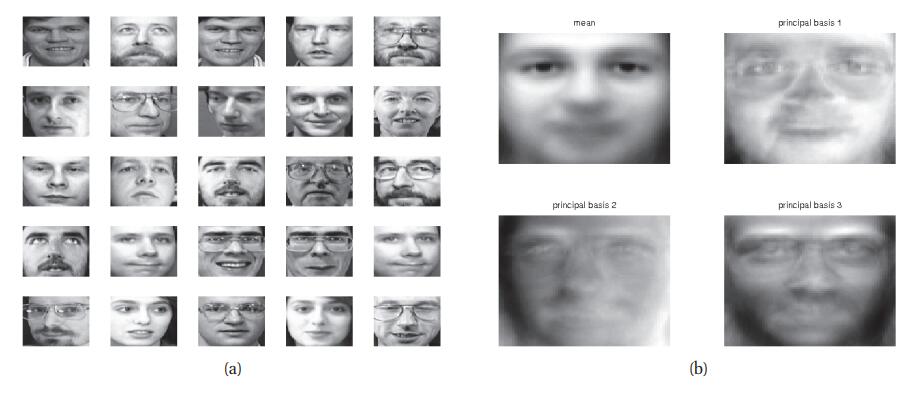 mean
principal basis 1
principal basis 2
principal basis 3
(a)
(b)